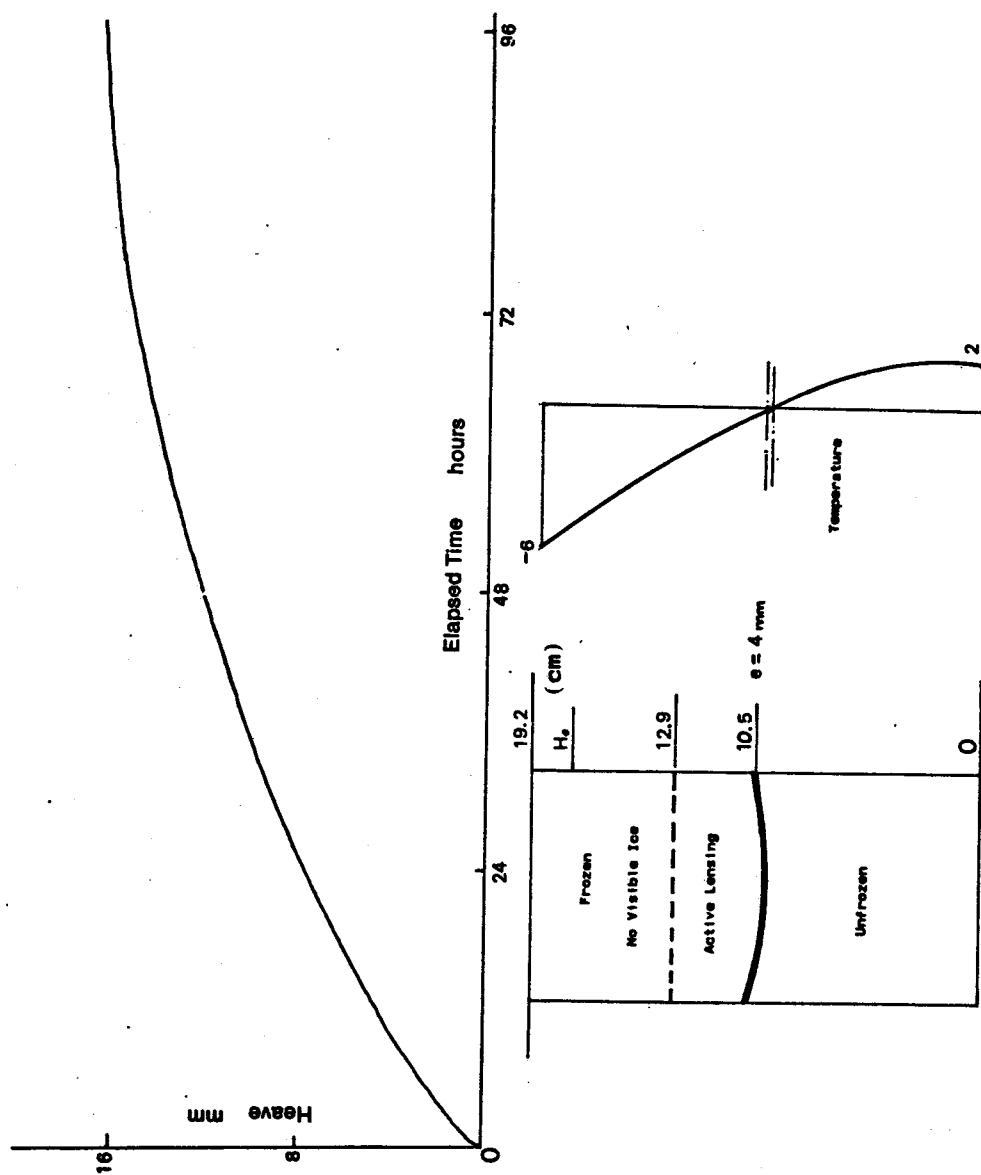 16
8
0
Heave mm
24
48
72
96
Elapsed Time hours
19.2
(cm)
H₀
12.9
10.5
e = 4 mm
0
Frozen
No Visible Ice
Active Lensing
Unfrozen
-6
2
Temperature